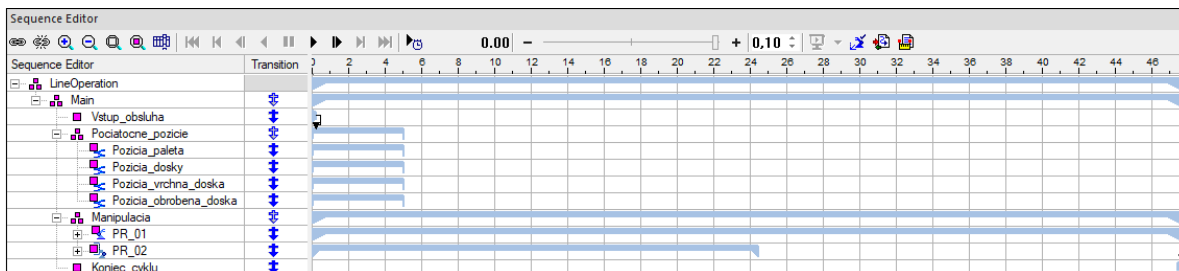 Sequence Editor
0.00 0,10
Sequence Editor Transition 0 2 4 6 8 10 12 14 16 18 20 22 24 26 28 30 32 34 36 38 40 42 44 46
LineOperation
Main
Vstup_obsluha
Pociatocne_pozicie
Pozicia_paleta
Pozicia_dosky
Pozicia_vrchna_doska
Pozicia_obrobena_doska
Manipulacia
PR_01
PR_02
Koniec_cyklu